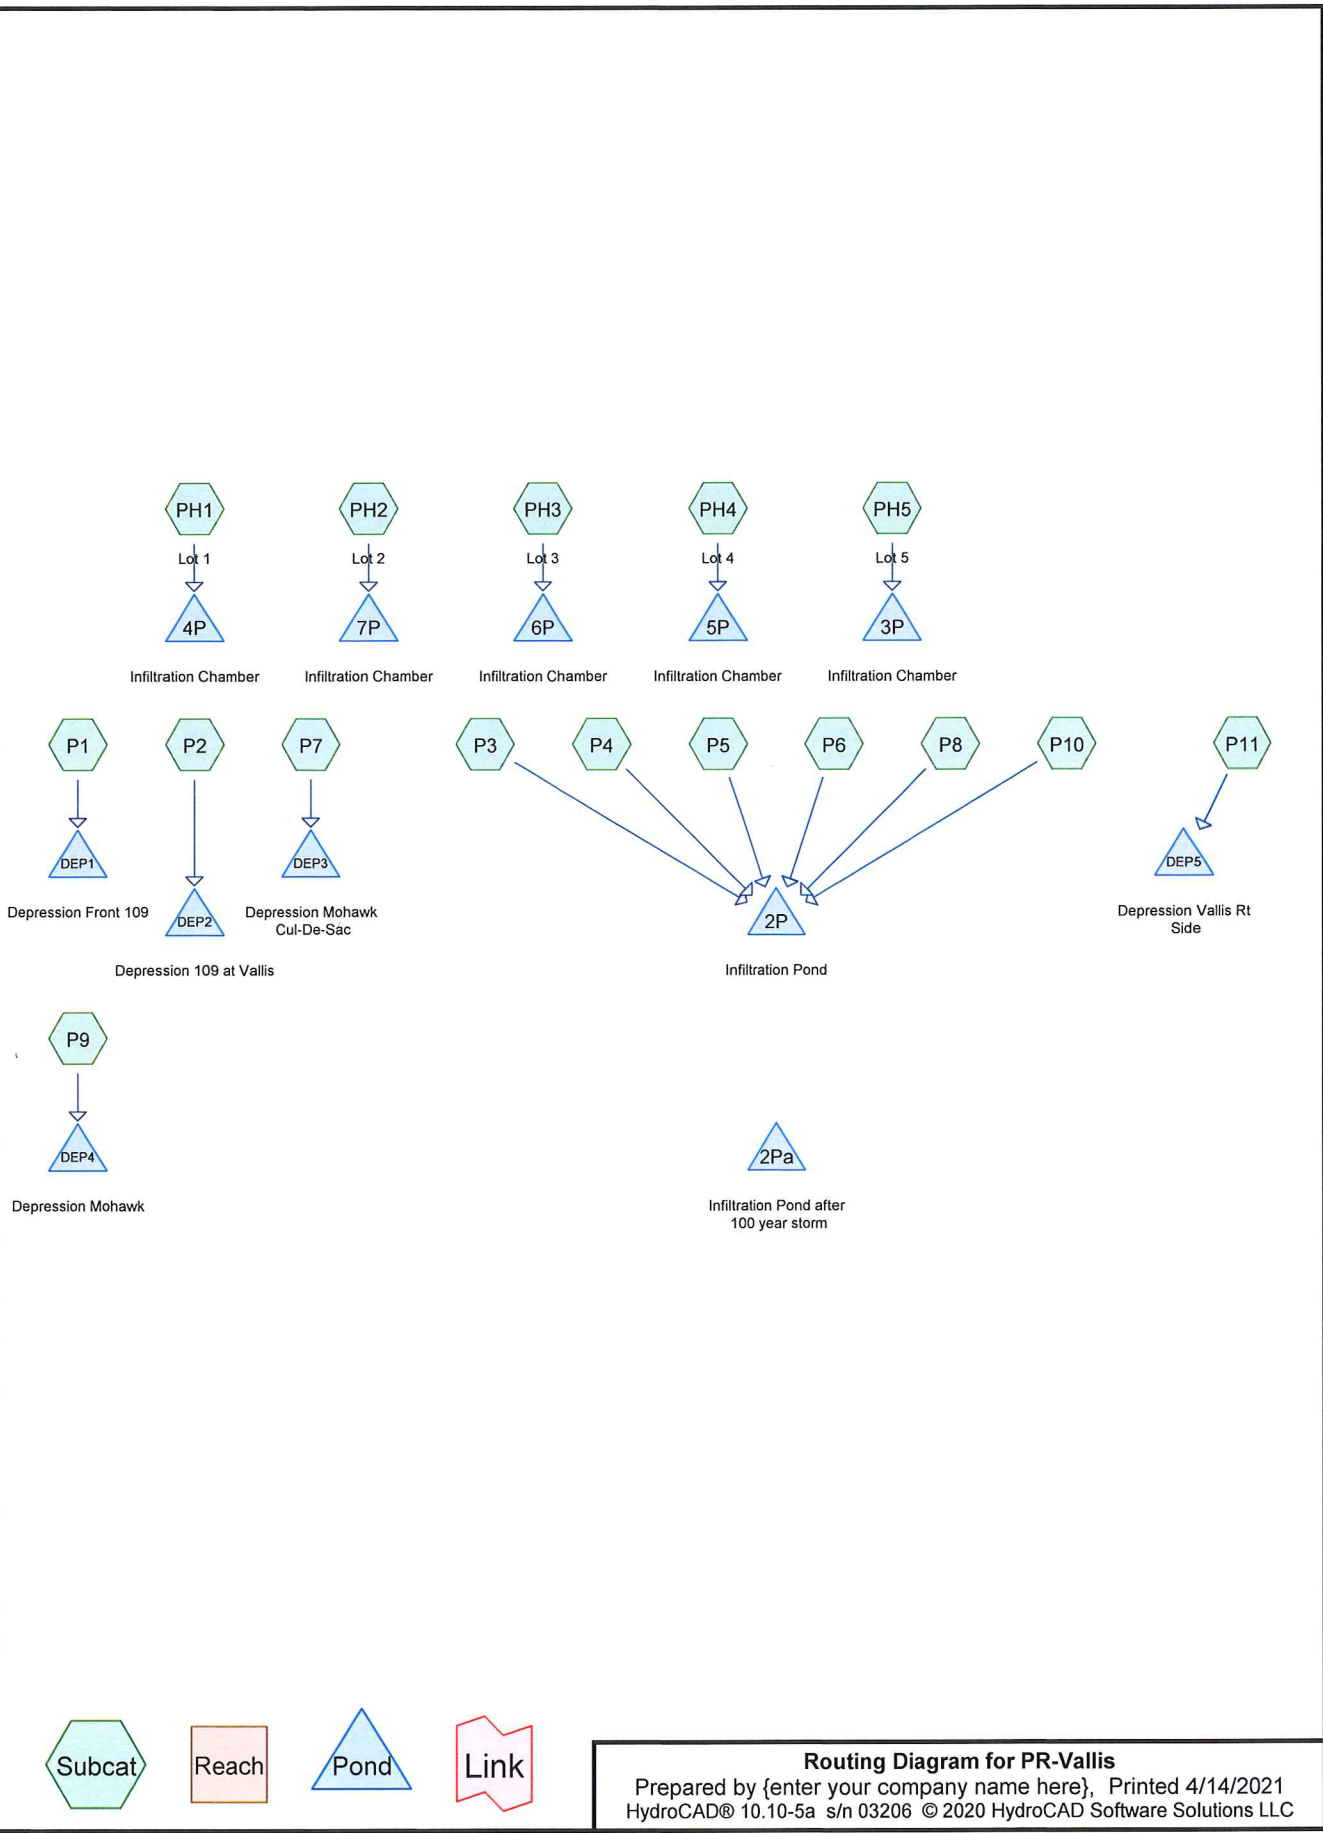 PH1
PH2
PH3
PH4
PH5
Lot 1
Lot 2
Lot 3
Lot 4
Lot 5
4P
7P
6P
5P
3P
Infiltration Chamber
Infiltration Chamber
Infiltration Chamber
Infiltration Chamber
Infiltration Chamber
P1
P2
P7
P3
P4
P5
P6
P8
P10
P11
DEP1
DEP3
DEP5
Depression Front 109
DEP2
Depression Mohawk
Cul-De-Sac
2P
Depression Vallis Rt
Side
Depression 109 at Vallis
Infiltration Pond
P9
DEP4
2Pa
Depression Mohawk
Infiltration Pond after
100 year storm
Subcat
Reach
Pond
Link
Routing Diagram for PR-Vallis
Prepared by {enter your company name here}, Printed 4/14/2021
HydroCAD® 10.10-5a s/n 03206 © 2020 HydroCAD Software Solutions LLC